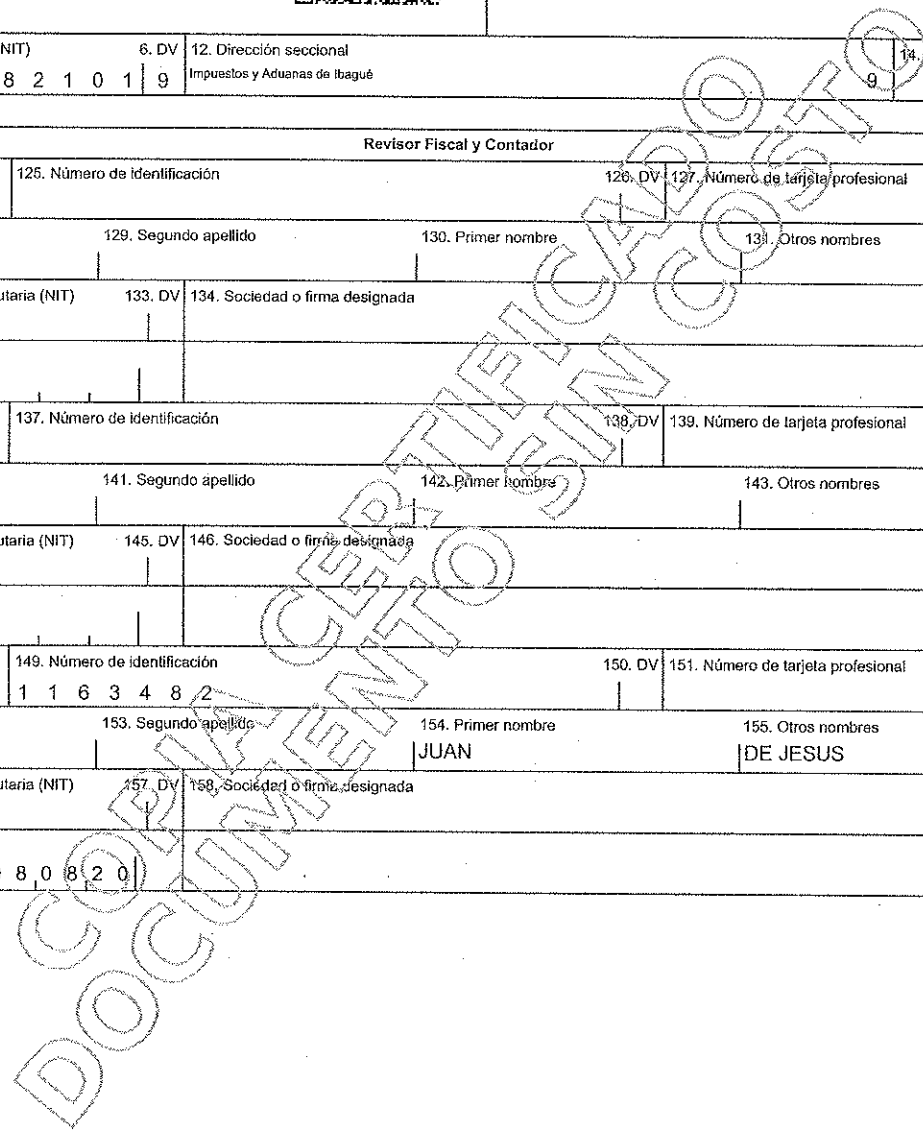 NIT) 6. DV 12. Dirección seccional 14.
8 2 1 0 1 9 Impuestos y Aduanas de Ibagué 9
Revisor Fiscal y Contador
125. Número de identificación 126. DV 127. Número de tarjeta profesional
129. Segundo apellido 130. Primer nombre 131. Otros nombres
utaria (NIT) 133. DV 134. Sociedad o firma designada
137. Número de identificación 138. DV 139. Número de tarjeta profesional
141. Segundo apellido 142. Primer nombre 143. Otros nombres
utaria (NIT) 145. DV 146. Sociedad o firma designada
149. Número de identificación 150. DV 151. Número de tarjeta profesional
1 1 6 3 4 8 2
153. Segundo apellido 154. Primer nombre 155. Otros nombres
JUAN DE JESUS
utaria (NIT) 157. DV 158. Sociedad o firma designada
8 0 8 2 0
COPIA CERTIFICADO
DOCUMENTO SIN COSTO